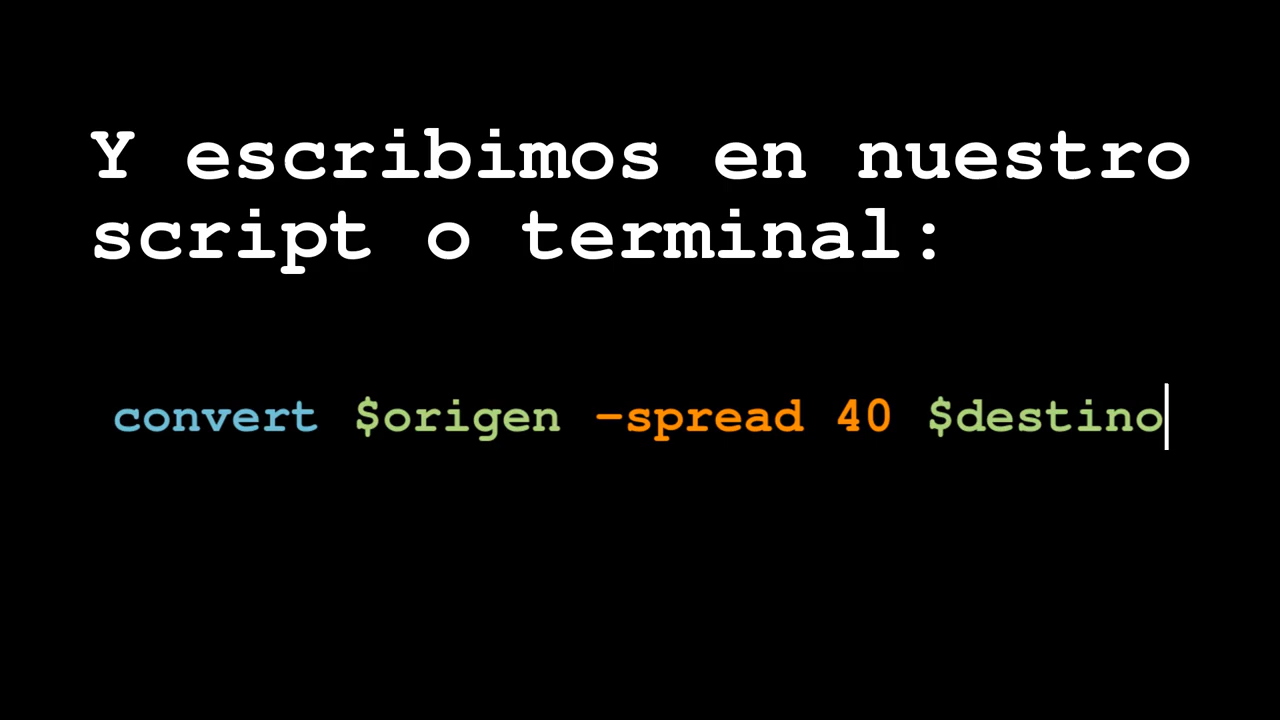 Y escribimos en nuestro
script o terminal:
convert $origen -spread 40 $destino